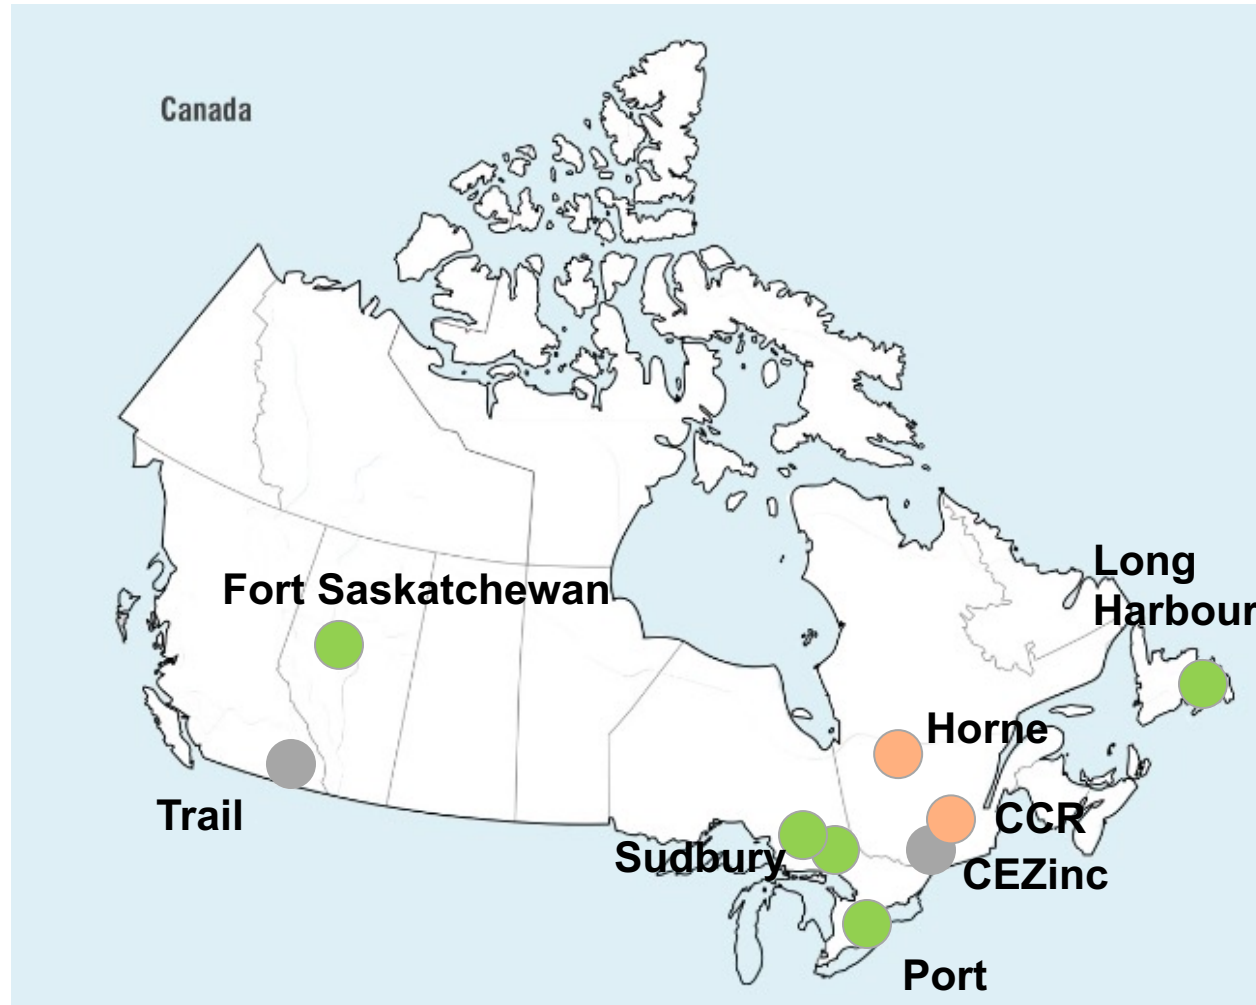 Canada
Long
Harbour
Fort Saskatchewan
Horne
Trail
CCR
Sudbury
CEZinc
Port